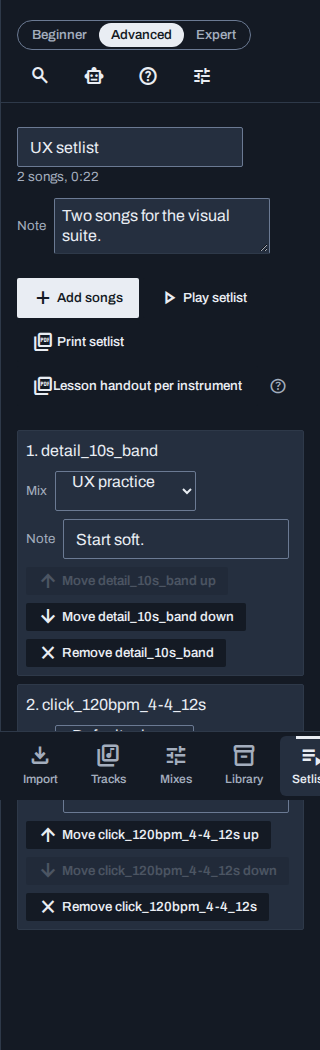 Beginner Advanced Expert
UX setlist
2 songs, 0:22
Note Two songs for the visual
suite.
Add songs Play setlist
PDF Print setlist
PDF Lesson handout per instrument ?
1. detail_10s_band
Mix UX practice
Note Start soft.
Move detail_10s_band up
Move detail_10s_band down
Remove detail_10s_band
2. click_120bpm_4-4_12s
Import Tracks Mixes Library
Move click_120bpm_4-4_12s up
Move click_120bpm_4-4_12s down
Remove click_120bpm_4-4_12s